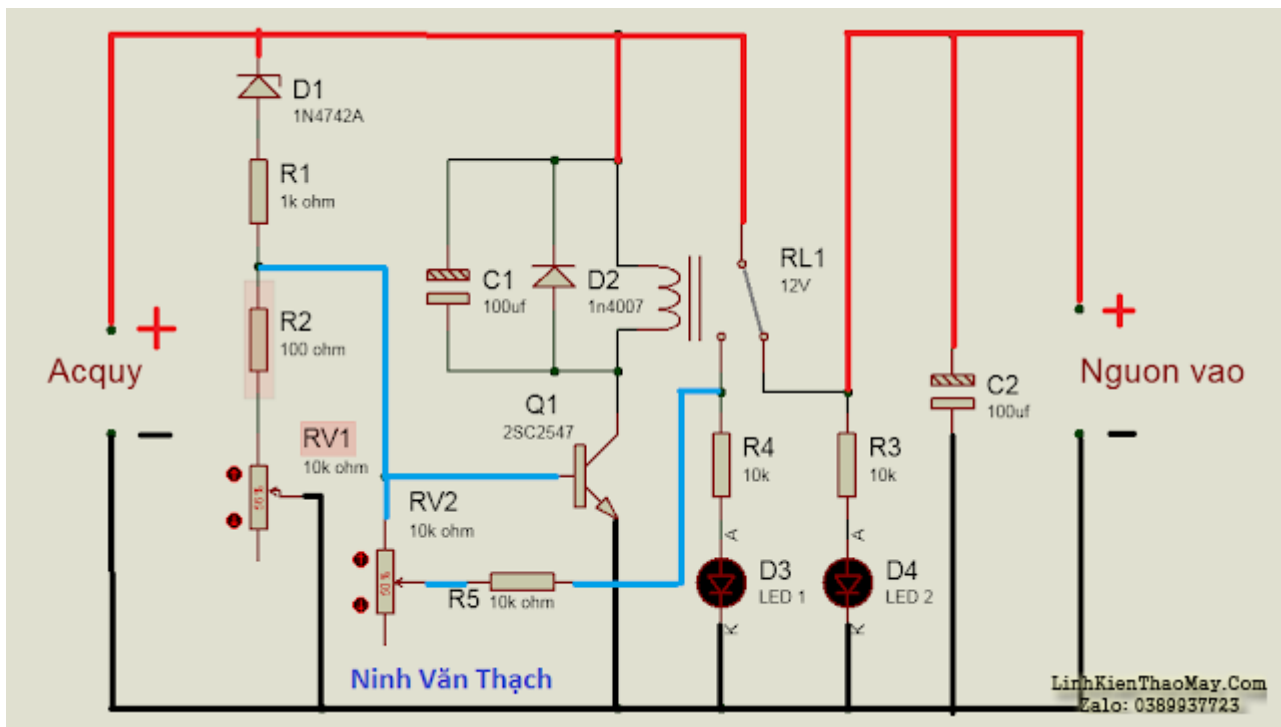 D1
1N4742A
R1
1k ohm
R2
100 ohm
C1
100uf
D2
1n4007
RL1
12V
Acquy
+
−
Nguon vao
+
−
C2
100uf
Q1
2SC2547
RV1
10k ohm
56 %
RV2
10k ohm
50 %
R5
10k ohm
R4
10k
R3
10k
A
A
D3
LED 1
D4
LED 2
K
K
Ninh Văn Thạch
LinhKienThaoMay.Com
Zalo: 0389937723